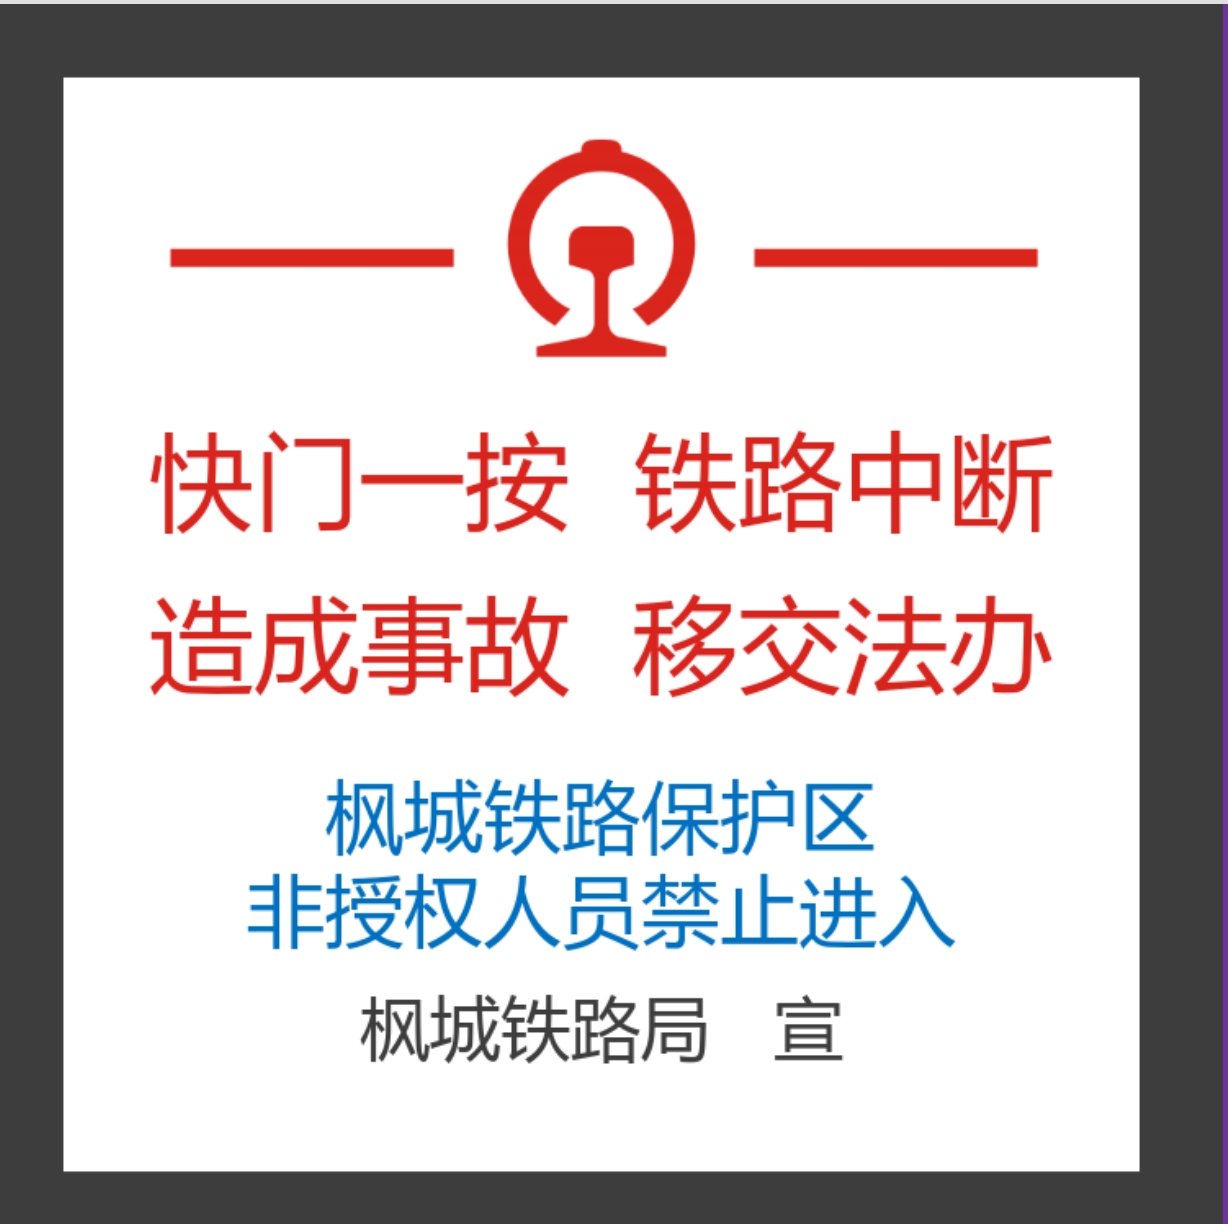 快门一按 铁路中断
造成事故 移交法办
枫城铁路保护区
非授权人员禁止进入
枫城铁路局 宣